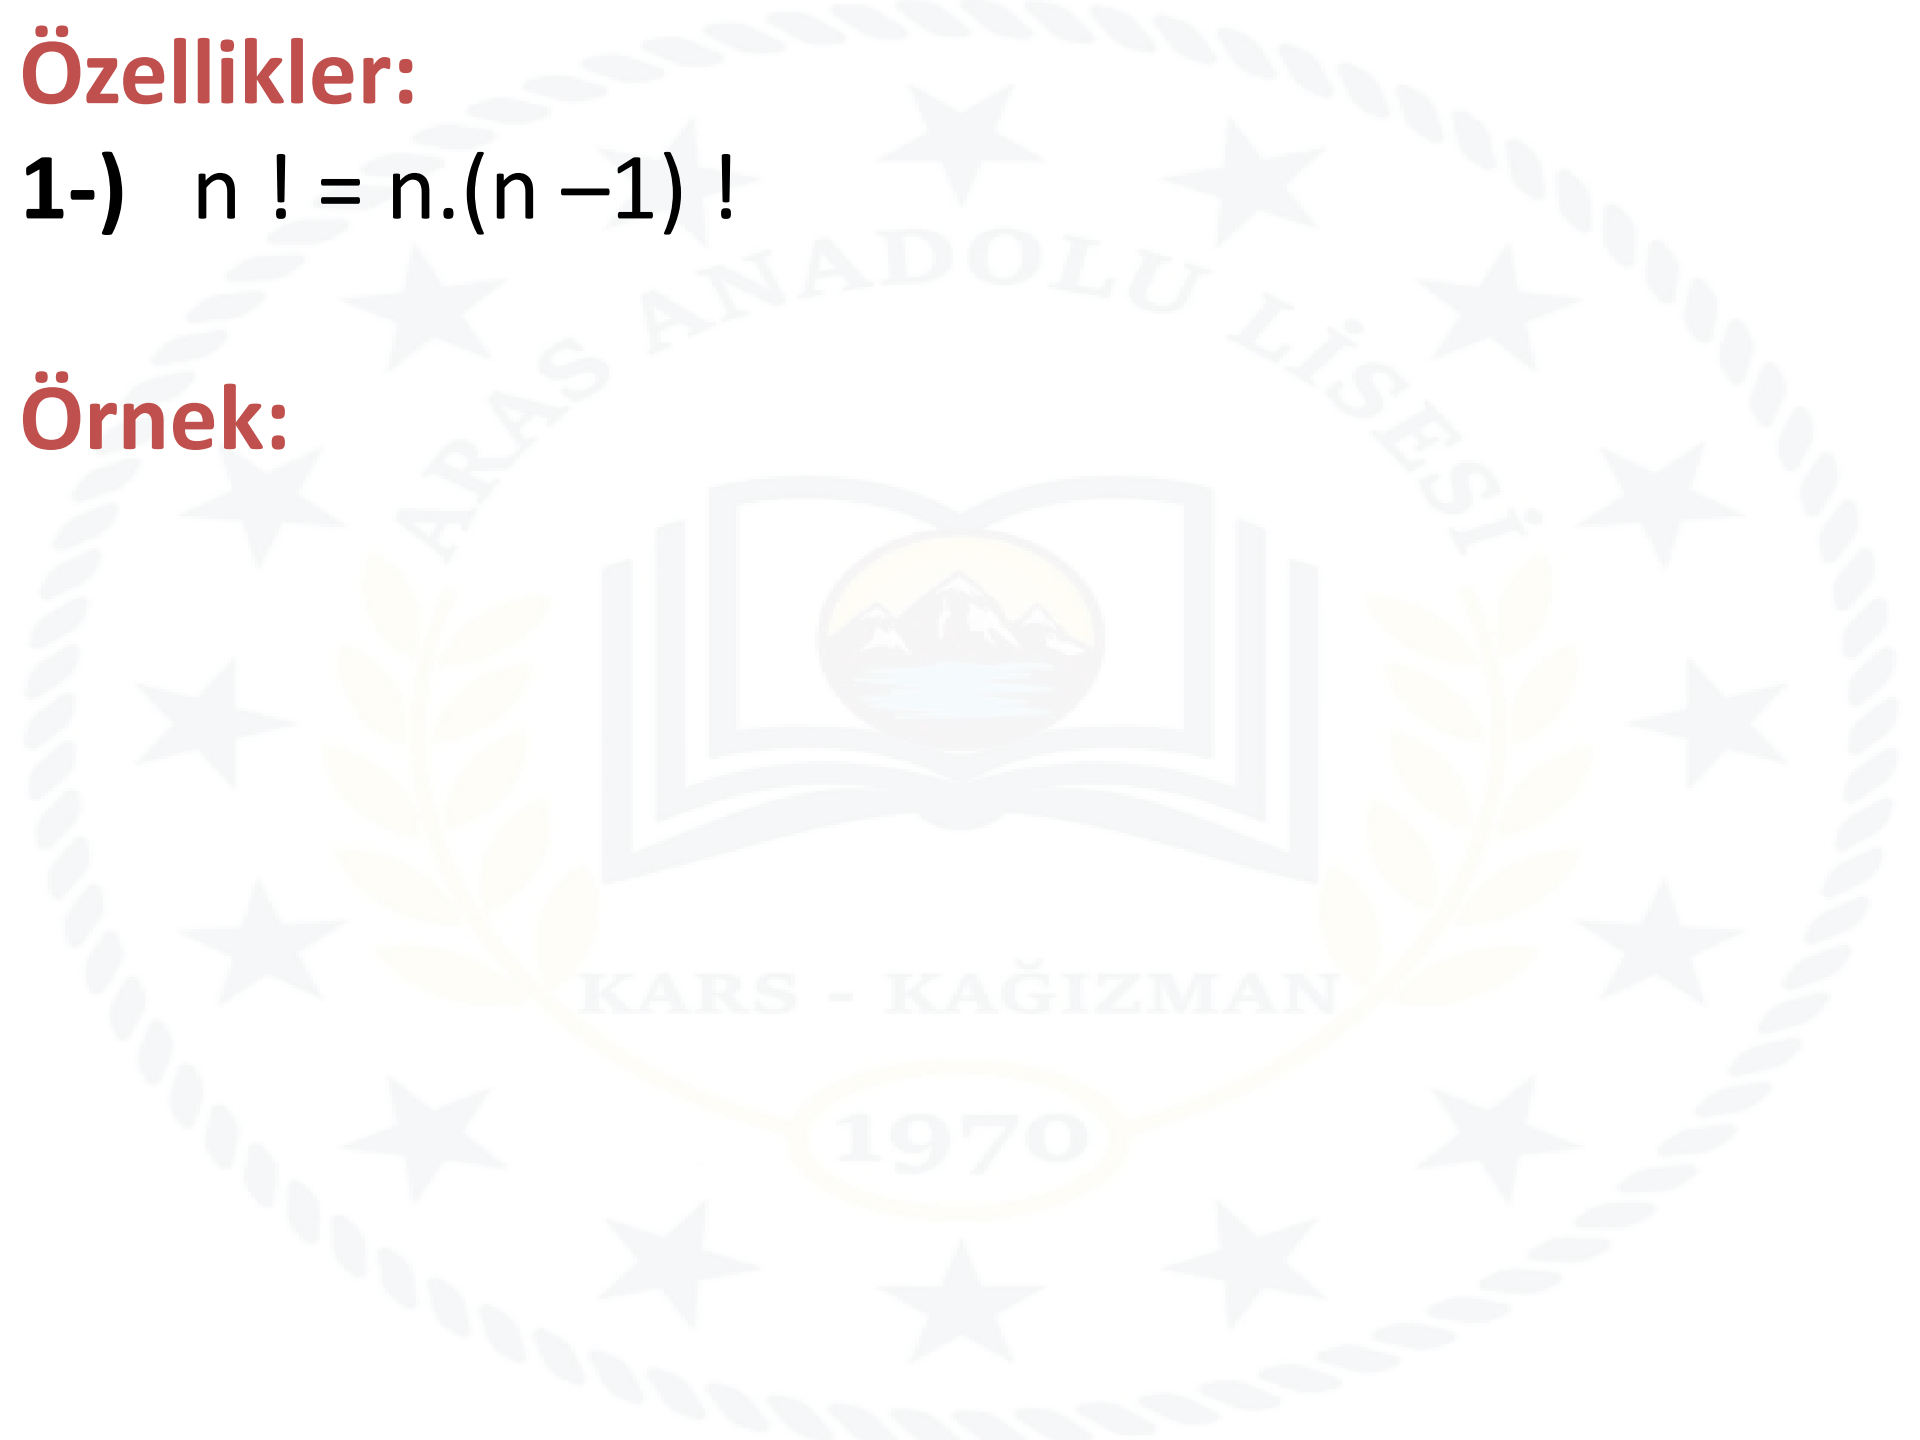 Özellikler:
1-) n ! = n.(n –1) !
ARAS ANADOLU LİSESİ
Örnek:
KARS - KAĞIZMAN
1970